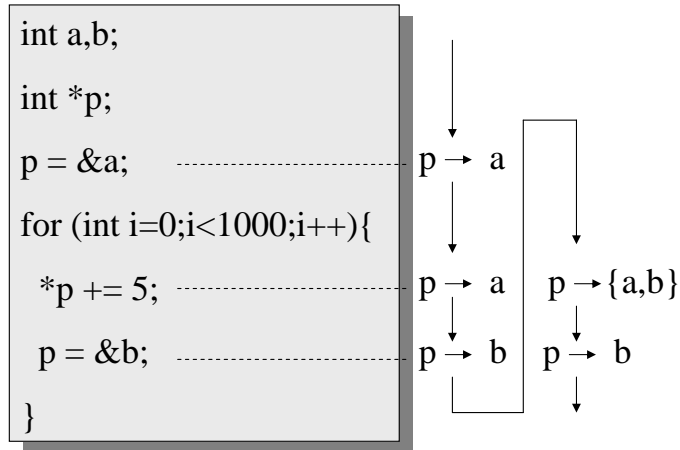 int a,b;
int *p;
p = &a;
for (int i=0;i<1000;i++){
*p += 5;
p = &b;
}
p → a
p → a
p → b
p → {a,b}
p → b